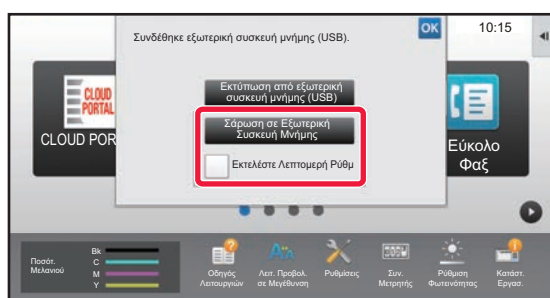 Συνδέθηκε εξωτερική συσκευή μνήμης (USB).
OK
10:15
Εκτύπωση από εξωτερική
συσκευή μνήμης (USB)
Σάρωση σε Εξωτερική
Συσκευή Μνήμης
Εκτελέστε Λεπτομερή Ρύθμ
CLOUD
PORTAL
CLOUD POR
Εύκολο
Φαξ
Ποσότ.
Μελανιού
Bk
C
M
Y
Οδηγός
Λειτουργιών
Λειτ. Προβολ.
σε Μεγέθυνση
Ρυθμίσεις
Συν.
Μετρητής
Ρύθμιση
Φωτεινότητας
Κατάστ.
Εργασ.